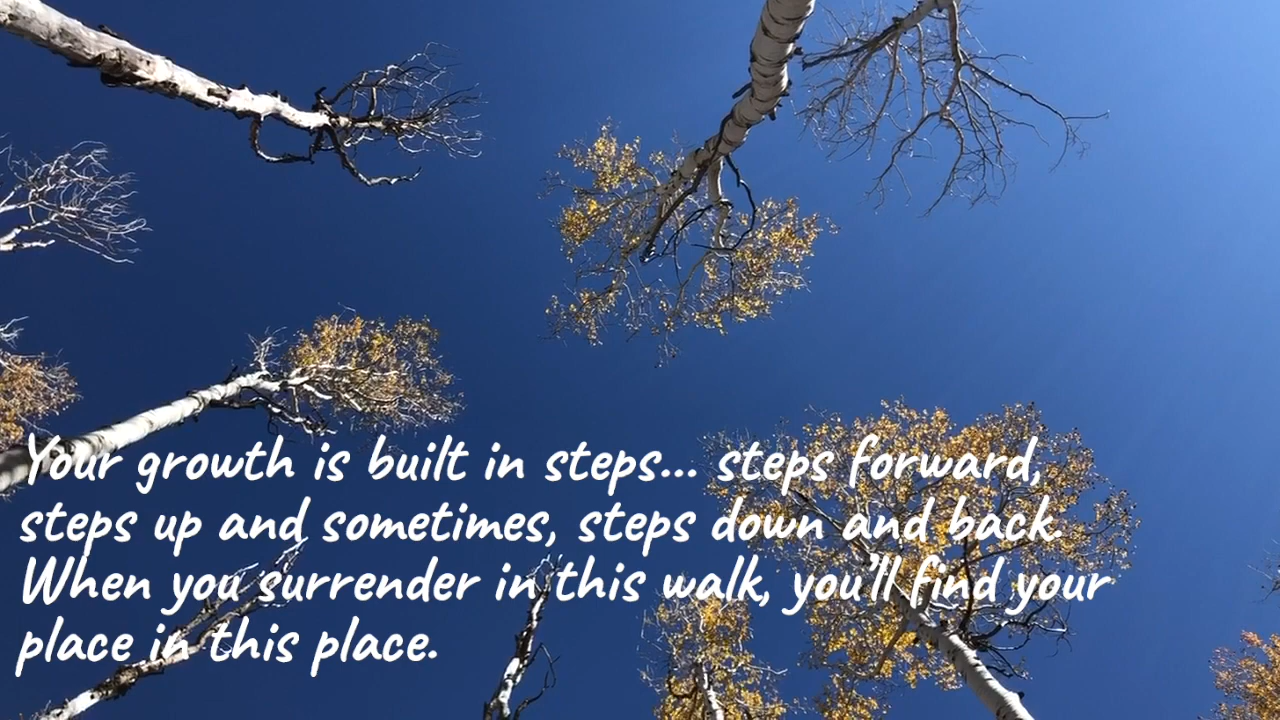 Your growth is built in steps... steps forward,
steps up and sometimes, steps down and back.
When you surrender in this walk, you'll find your
place in this place.